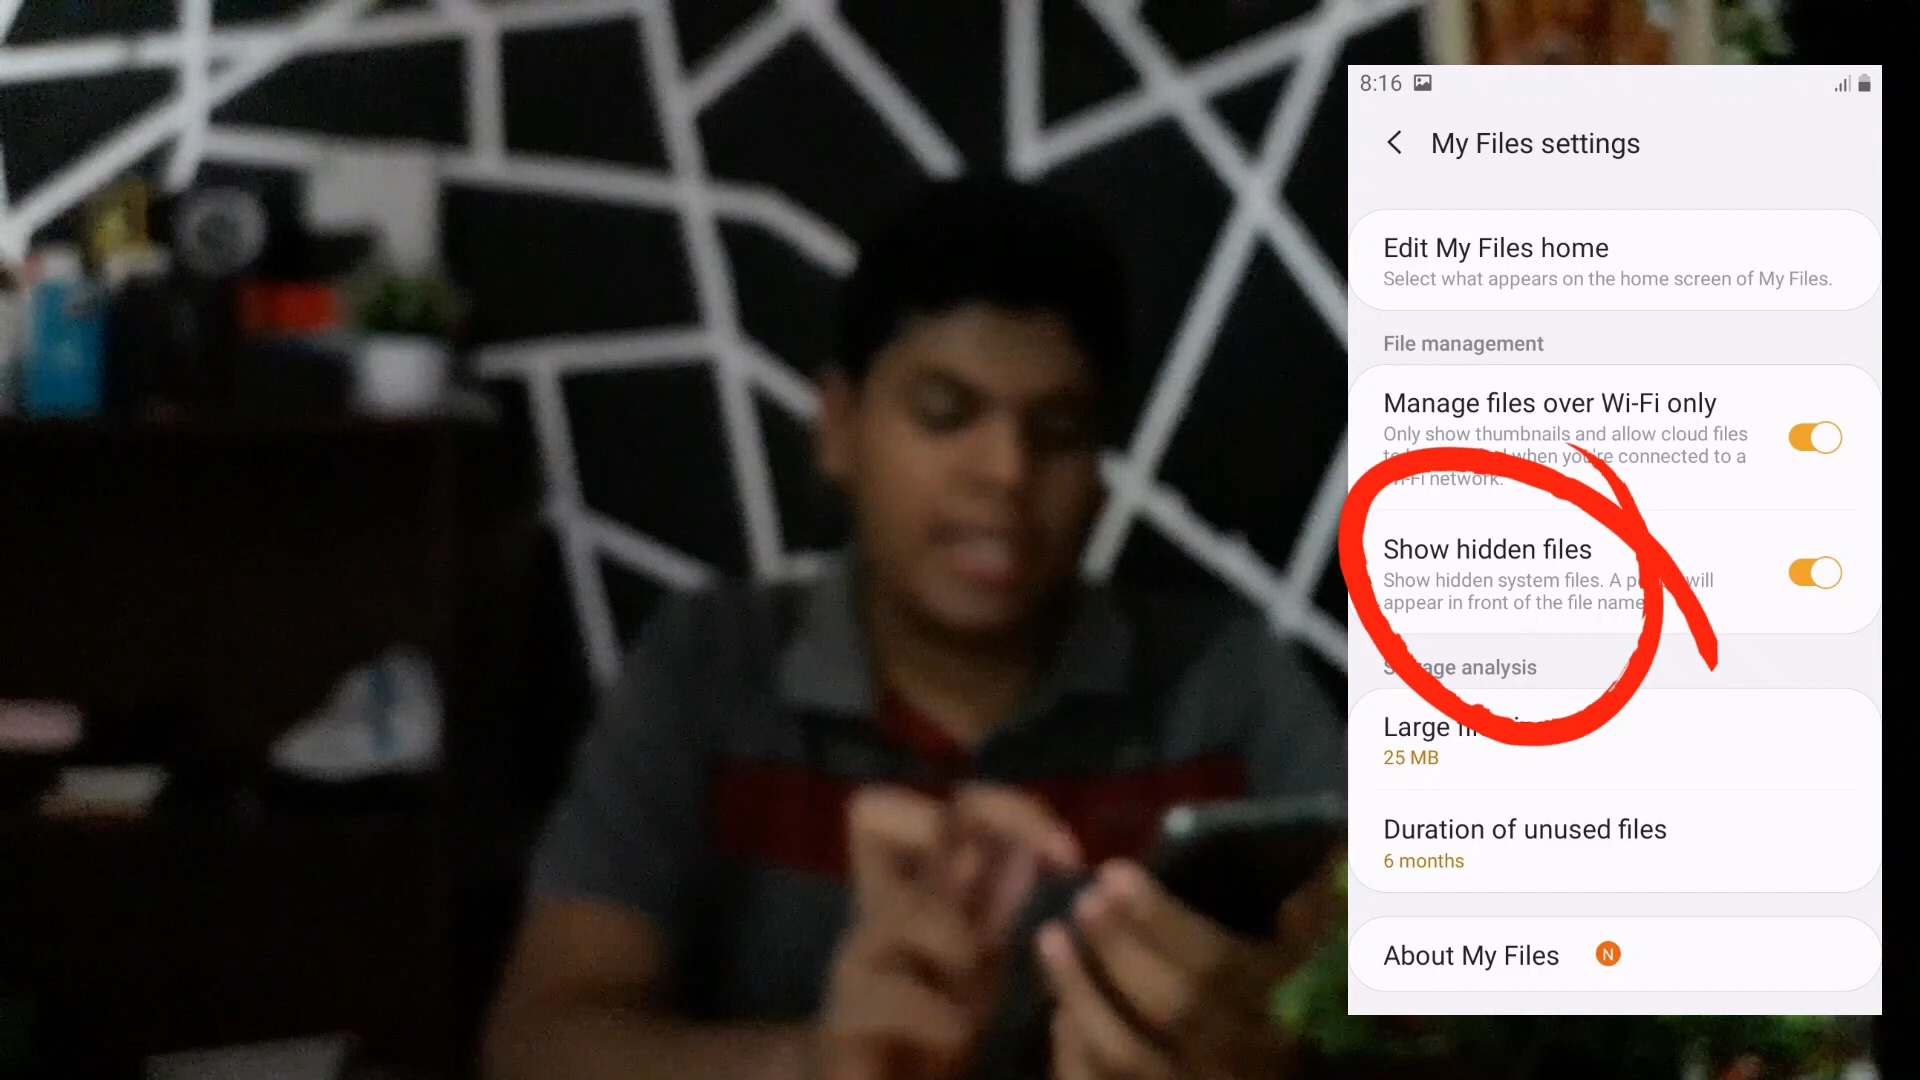 8:16
My Files settings
Edit My Files home
Select what appears on the home screen of My Files.
File management
Manage files over Wi-Fi only
Only show thumbnails and allow cloud files
when you're connected to a
network.
Show hidden files
Show hidden system files. A will
appear in front of the file name
analysis
Large
25 MB
Duration of unused files
6 months
About My Files N